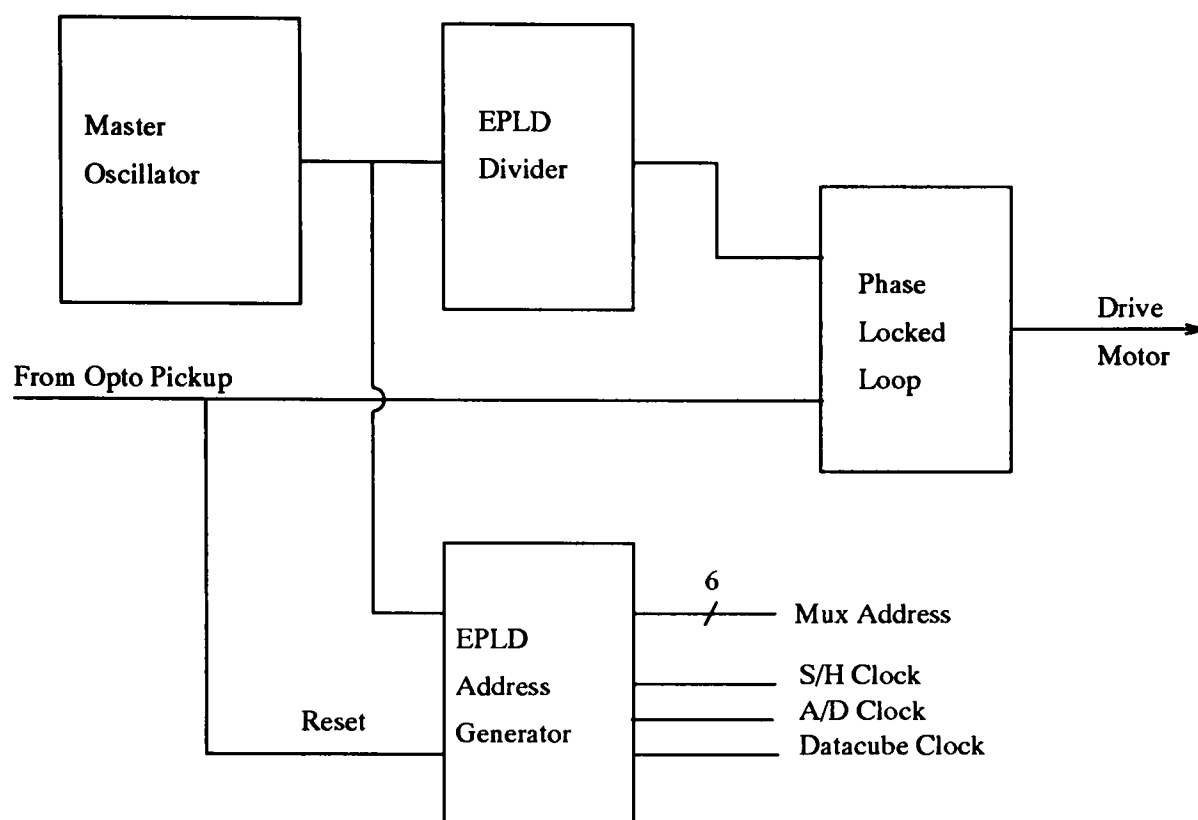 Master
Oscillator
EPLD
Divider
Phase
Locked
Loop
Drive
Motor
From Opto Pickup
6
Mux Address
EPLD
Address
Generator
S/H Clock
A/D Clock
Datacube Clock
Reset